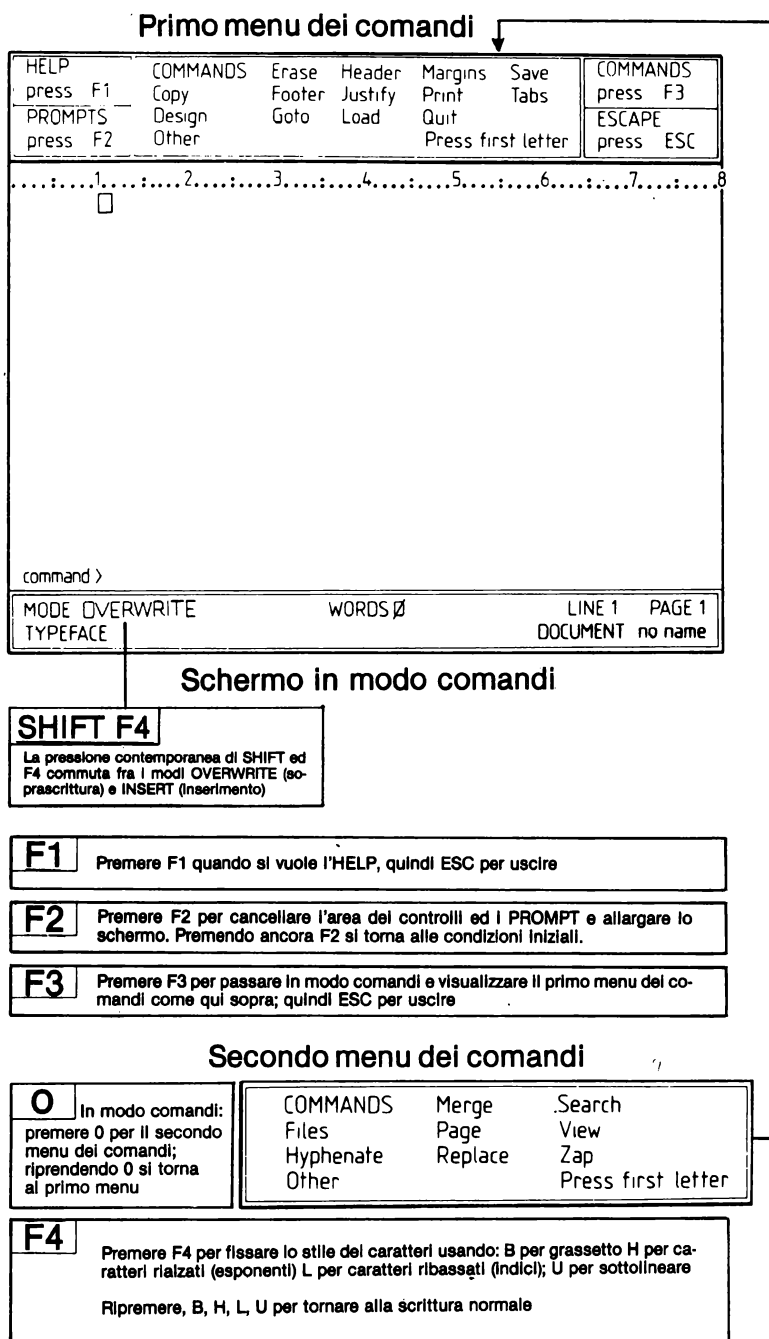 Primo menu dei comandi
HELP COMMANDS Erase Header Margins Save COMMANDS
press F1 Copy Footer Justify Print Tabs press F3
PROMPTS Design Goto Load Quit ESCAPE
press F2 Other Press first letter press ESC
....:....1....:....2....:....3....:....4....:....5....:....6....:....7....:....8
command >
MODE OVERWRITE WORDS Ø LINE 1 PAGE 1
TYPEFACE DOCUMENT no name
Schermo in modo comandi
SHIFT F4
La pressione contemporanea di SHIFT ed
F4 commuta fra i modi OVERWRITE (so-
prascrittura) e INSERT (inserimento)
F1 Premere F1 quando si vuole l'HELP, quindi ESC per uscire
F2 Premere F2 per cancellare l'area dei controlli ed i PROMPT e allargare lo
schermo. Premendo ancora F2 si torna alle condizioni iniziali.
F3 Premere F3 per passare in modo comandi e visualizzare il primo menu dei co-
mandi come qui sopra; quindi ESC per uscire
Secondo menu dei comandi
O In modo comandi:
premere 0 per il secondo
menu dei comandi;
riprendendo 0 si torna
al primo menu
COMMANDS Merge Search
Files Page View
Hyphenate Replace Zap
Other Press first letter
F4
Premere F4 per fissare lo stile dei caratteri usando: B per grassetto H per ca-
ratteri rialzati (esponenti) L per caratteri ribassati (indici); U per sottolineare
Ripremere, B, H, L, U per tornare alla scrittura normale